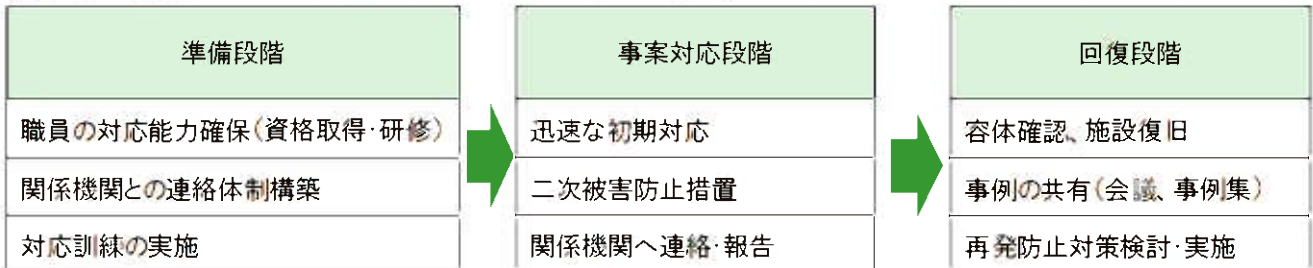 準備段階
職員の対応能力確保(資格取得・研修)
関係機関との連絡体制構築
対応訓練の実施
事案対応段階
迅速な初期対応
二次被害防止措置
関係機関へ連絡・報告
回復段階
容体確認、施設復旧
事例の共有(会議、事例集)
再発防止対策検討・実施